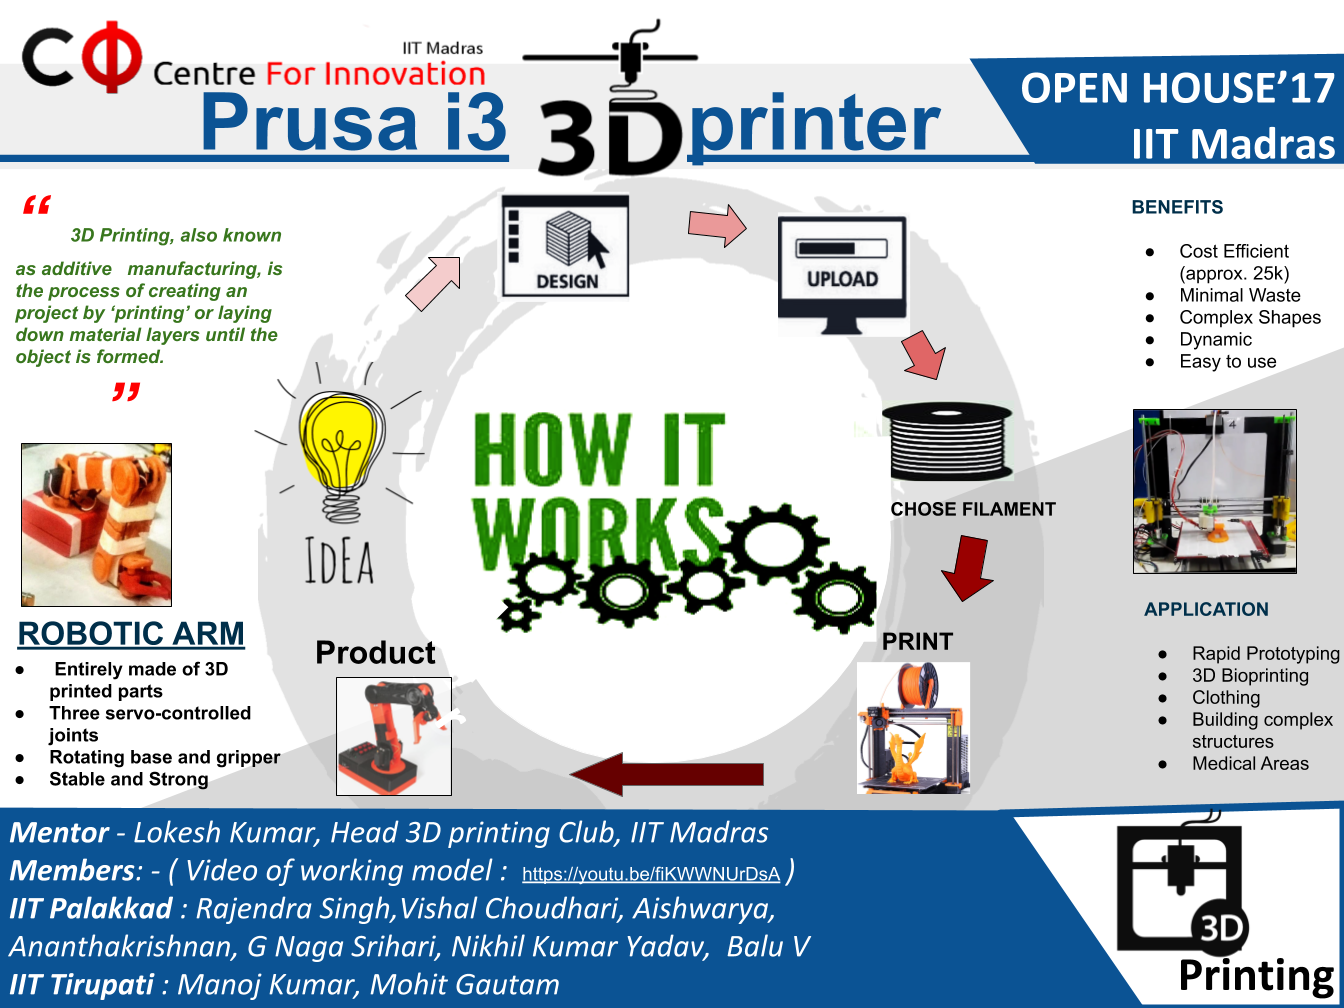 CΦ
IIT Madras
Centre For Innovation
Prusa i3 3D printer
OPEN HOUSE’17
IIT Madras
“
3D Printing, also known
as additive manufacturing, is
the process of creating an
project by ‘printing’ or laying
down material layers until the
object is formed.
”
DESIGN
UPLOAD
CHOSE FILAMENT
PRINT
Product
IdEA
HOW IT
WORKS
ROBOTIC ARM
● Entirely made of 3D
printed parts
● Three servo-controlled
joints
● Rotating base and gripper
● Stable and Strong
BENEFITS
● Cost Efficient
(approx. 25k)
● Minimal Waste
● Complex Shapes
● Dynamic
● Easy to use
4
APPLICATION
● Rapid Prototyping
● 3D Bioprinting
● Clothing
● Building complex
structures
● Medical Areas
Mentor - Lokesh Kumar, Head 3D printing Club, IIT Madras
Members: - ( Video of working model : https://youtu.be/fiKWWNUrDsA )
IIT Palakkad : Rajendra Singh,Vishal Choudhari, Aishwarya,
Ananthakrishnan, G Naga Srihari, Nikhil Kumar Yadav, Balu V
IIT Tirupati : Manoj Kumar, Mohit Gautam
3D
Printing